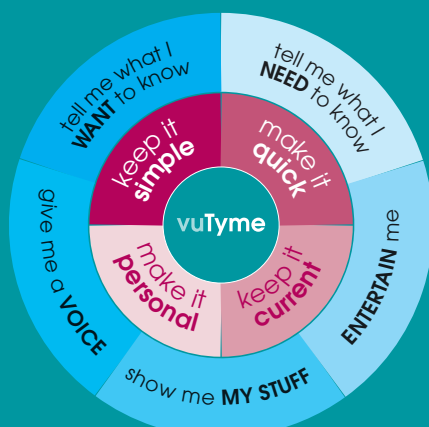 tell me what I
WANT to know
tell me what I
NEED to know
ENTERTAIN me
show me MY STUFF
give me a VOICE
keep it
simple
make it
quick
keep it
current
make it
personal
vuTyme